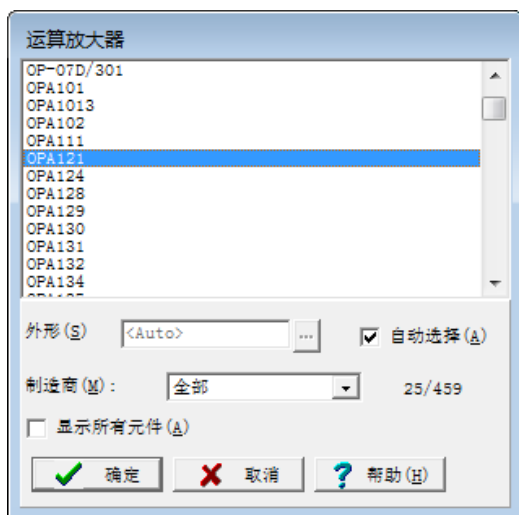 运算放大器
OP-07D/301
OPA101
OPA1013
OPA102
OPA111
OPA121
OPA124
OPA128
OPA129
OPA130
OPA131
OPA132
OPA134
外形(S) <Auto> ... 自动选择(A)
制造商(M): 全部 25/459
显示所有元件(A)
确定 取消 帮助(H)